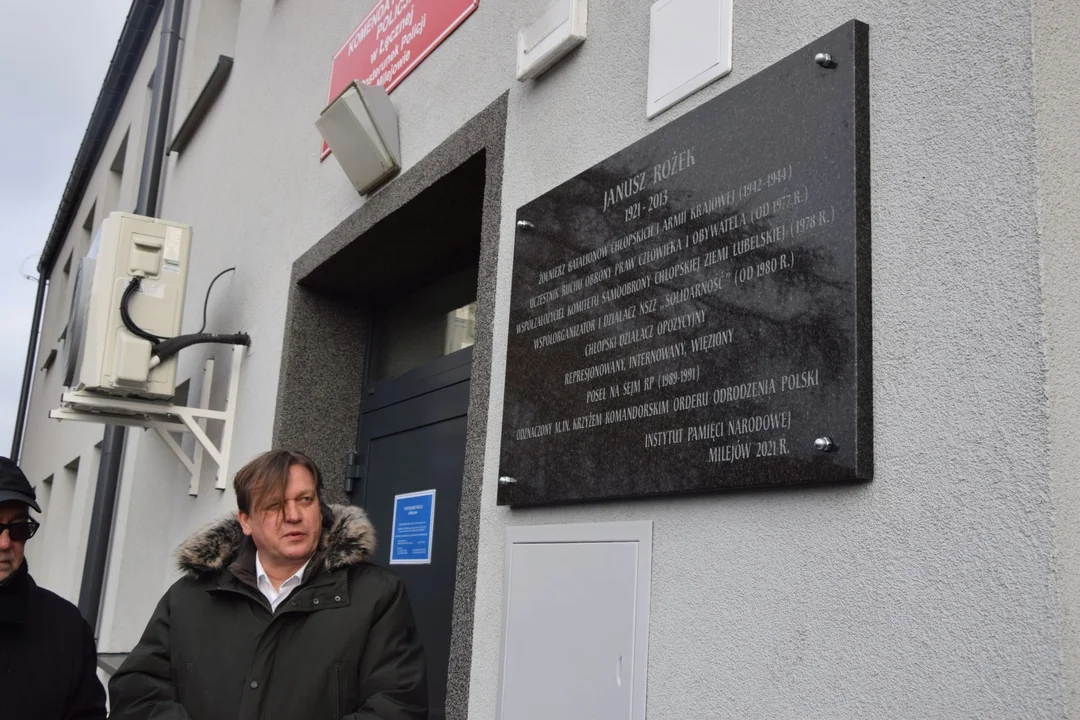 KOMENDA
POLICJI
w Łęcznej
Posterunek Policji
w Milejowie
JANUSZ ROŻEK
1921 - 2013
ŻOŁNIERZ BATALIONÓW CHŁOPSKICH I ARMII KRAJOWEJ (1942-1944)
UCZESTNIK RUCHU OBRONY PRAW CZŁOWIEKA I OBYWATELA (OD 1977 R.)
WSPÓŁZAŁOŻYCIEL KOMITETU SAMOOBRONY CHŁOPSKIEJ ZIEMI LUBELSKIEJ (1978 R.)
WSPÓŁORGANIZATOR I DZIAŁACZ NSZZ „SOLIDARNOŚĆ” (OD 1980 R.)
CHŁOPSKI DZIAŁACZ OPOZYCYJNY
REPRESJONOWANY, INTERNOWANY, WIĘZIONY
POSEŁ NA SEJM RP (1989-1991)
ODZNACZONY M.IN. KRZYŻEM KOMANDORSKIM ORDERU ODRODZENIA POLSKI
INSTYTUT PAMIĘCI NARODOWEJ
MILEJÓW 2021 R.